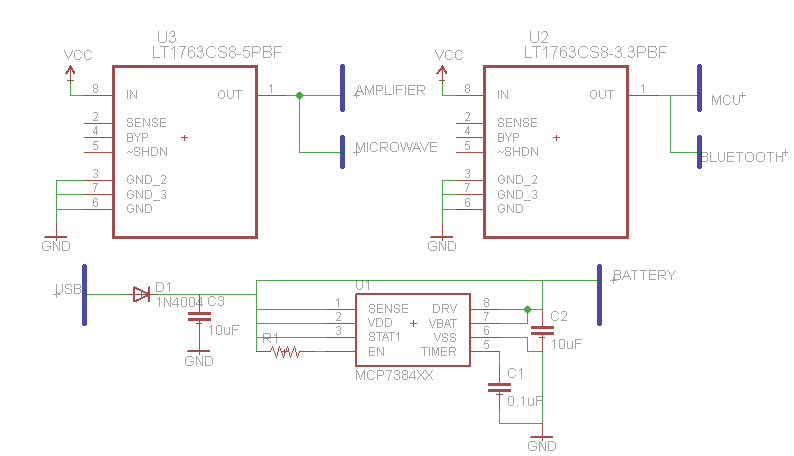 U3
LT1763CS8-5PBF
VCC
8
IN
OUT
1
2
SENSE
4
BYP
5
~SHDN
3
GND_2
7
GND_3
6
GND
GND
AMPLIFIER
MICROWAVE
U2
LT1763CS8-3.3PBF
VCC
8
IN
OUT
1
2
SENSE
4
BYP
5
~SHDN
3
GND_2
7
GND_3
6
GND
GND
MCU
BLUETOOTH
USB
D1
1N4004
C3
10uF
GND
R1
U1
1
SENSE
DRV
8
2
VDD
VBAT
7
3
STAT1
VSS
6
EN
TIMER
5
MCP7384XX
BATTERY
C2
10uF
C1
0.1uF
GND